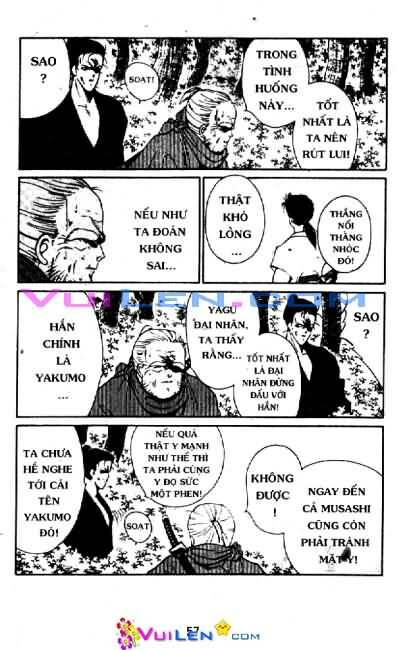 SAO
?
SOAT!
TRONG
TÌNH
HUỐNG
NÀY...
TỐT
NHẤT LÀ
TA NÊN
RÚT LUI!
NẾU NHƯ
TA ĐOÁN
KHÔNG
SAI...
THẬT
KHÓ
LÒNG...
THẮNG
NỔI
THẰNG
NHÓC
ĐÓ!
VUILEN.COM
HẮN
CHÍNH
LÀ
YAKUMO
...
YAGU
ĐẠI NHÂN,
TA THẤY
RẰNG...
TỐT NHẤT
LÀ ĐẠI
NHÂN ĐỪNG
ĐẤU VỚI
HẮN!
SAO
?
TA CHƯA
HỀ NGHE
TỚI CÁI
TÊN
YAKUMO
ĐÓ!
SOAT
NẾU QUẢ
THẬT Y MẠNH
NHƯ THẾ THÌ
TA PHẢI CÙNG
Y ĐỌ SỨC
MỘT PHEN!
KHÔNG
ĐƯỢC
!
NGAY ĐẾN
CẢ MUSASHI
CŨNG CÒN
PHẢI TRÁNH
MẶT Y!
57
VUILEN.COM